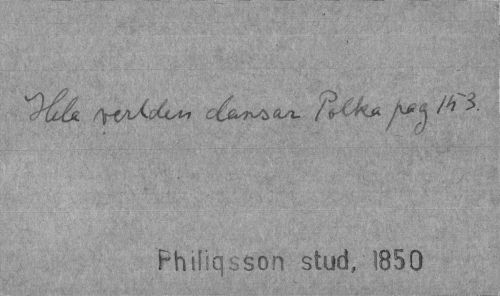 Hela verlden dansar Polka pag 153.
Philiqsson stud, 1850